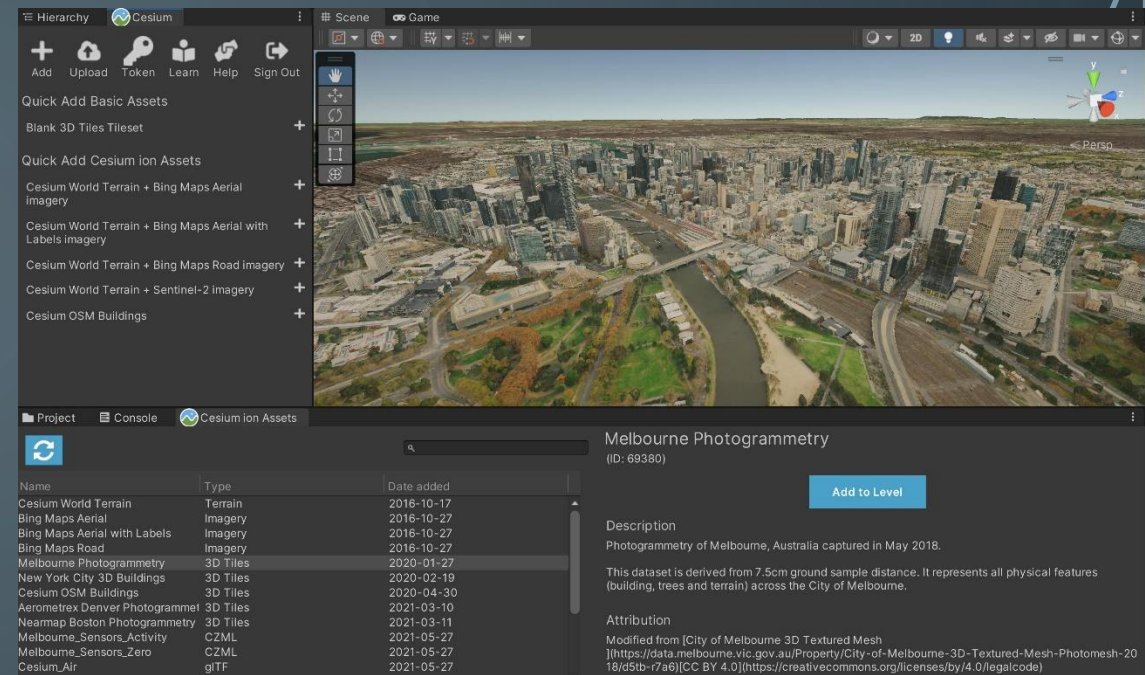 Hierarchy
Cesium
Scene
Game
Add
Upload
Token
Learn
Help
Sign Out
Quick Add Basic Assets
Blank 3D Tiles Tileset
Quick Add Cesium ion Assets
Cesium World Terrain + Bing Maps Aerial
imagery
Cesium World Terrain + Bing Maps Aerial with
Labels imagery
Cesium World Terrain + Bing Maps Road imagery
Cesium World Terrain + Sentinel-2 imagery
Cesium OSM Buildings
2D
y
z
Persp
Project
Console
Cesium ion Assets
Name Type Date added
Cesium World Terrain Terrain 2016-10-17
Bing Maps Aerial Imagery 2016-10-27
Bing Maps Aerial with Labels Imagery 2016-10-27
Bing Maps Road Imagery 2016-10-27
Melbourne Photogrammetry 3D Tiles 2020-01-27
New York City 3D Buildings 3D Tiles 2020-02-19
Cesium OSM Buildings 3D Tiles 2020-04-30
Aerometrex Denver Photogrammet 3D Tiles 2021-03-10
Nearmap Boston Photogrammetry 3D Tiles 2021-03-11
Melbourne_Sensors_Activity CZML 2021-05-27
Melbourne_Sensors_Zero CZML 2021-05-27
Cesium_Air glTF 2021-05-27
Melbourne Photogrammetry
(ID: 69380)
Add to Level
Description
Photogrammetry of Melbourne, Australia captured in May 2018.
This dataset is derived from 7.5cm ground sample distance. It represents all physical features
(building, trees and terrain) across the City of Melbourne.
Attribution
Modified from [City of Melbourne 3D Textured Mesh
](https://data.melbourne.vic.gov.au/Property/City-of-Melbourne-3D-Textured-Mesh-Photomesh-20
18/d5tb-r7a6)[CC BY 4.0](https://creativecommons.org/licenses/by/4.0/legalcode)